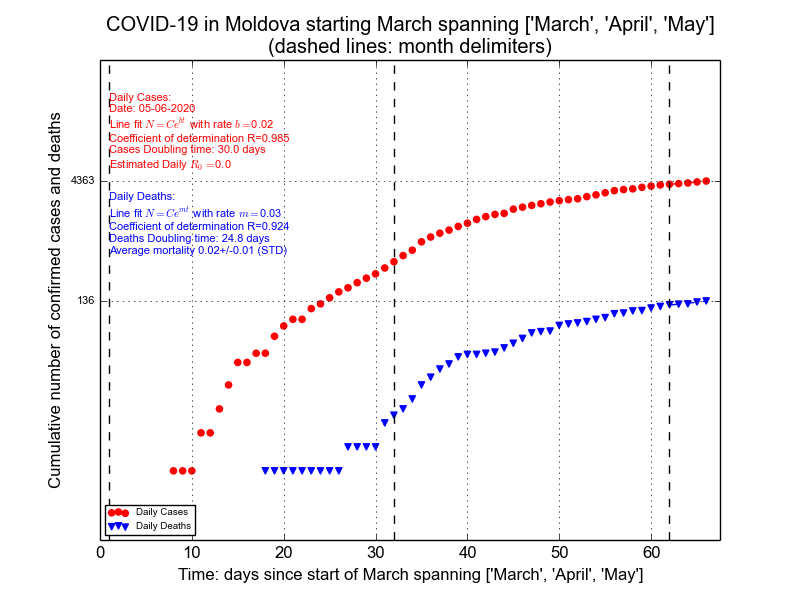 COVID-19 in Moldova starting March spanning ['March', 'April', 'May']
(dashed lines: month delimiters)
Cumulative number of confirmed cases and deaths
Daily Cases:
Date: 05-06-2020
Line fit N=Ce^{bt} with rate b=0.02
Coefficient of determination R=0.985
Cases Doubling time: 30.0 days
Estimated Daily R_0=0.0
4363
Daily Deaths:
Line fit N=Ce^{mt} with rate m=0.03
Coefficient of determination R=0.924
Deaths Doubling time: 24.8 days
Average mortality 0.02+/-0.01 (STD)
136
Daily Cases
Daily Deaths
0 10 20 30 40 50 60
Time: days since start of March spanning ['March', 'April', 'May']